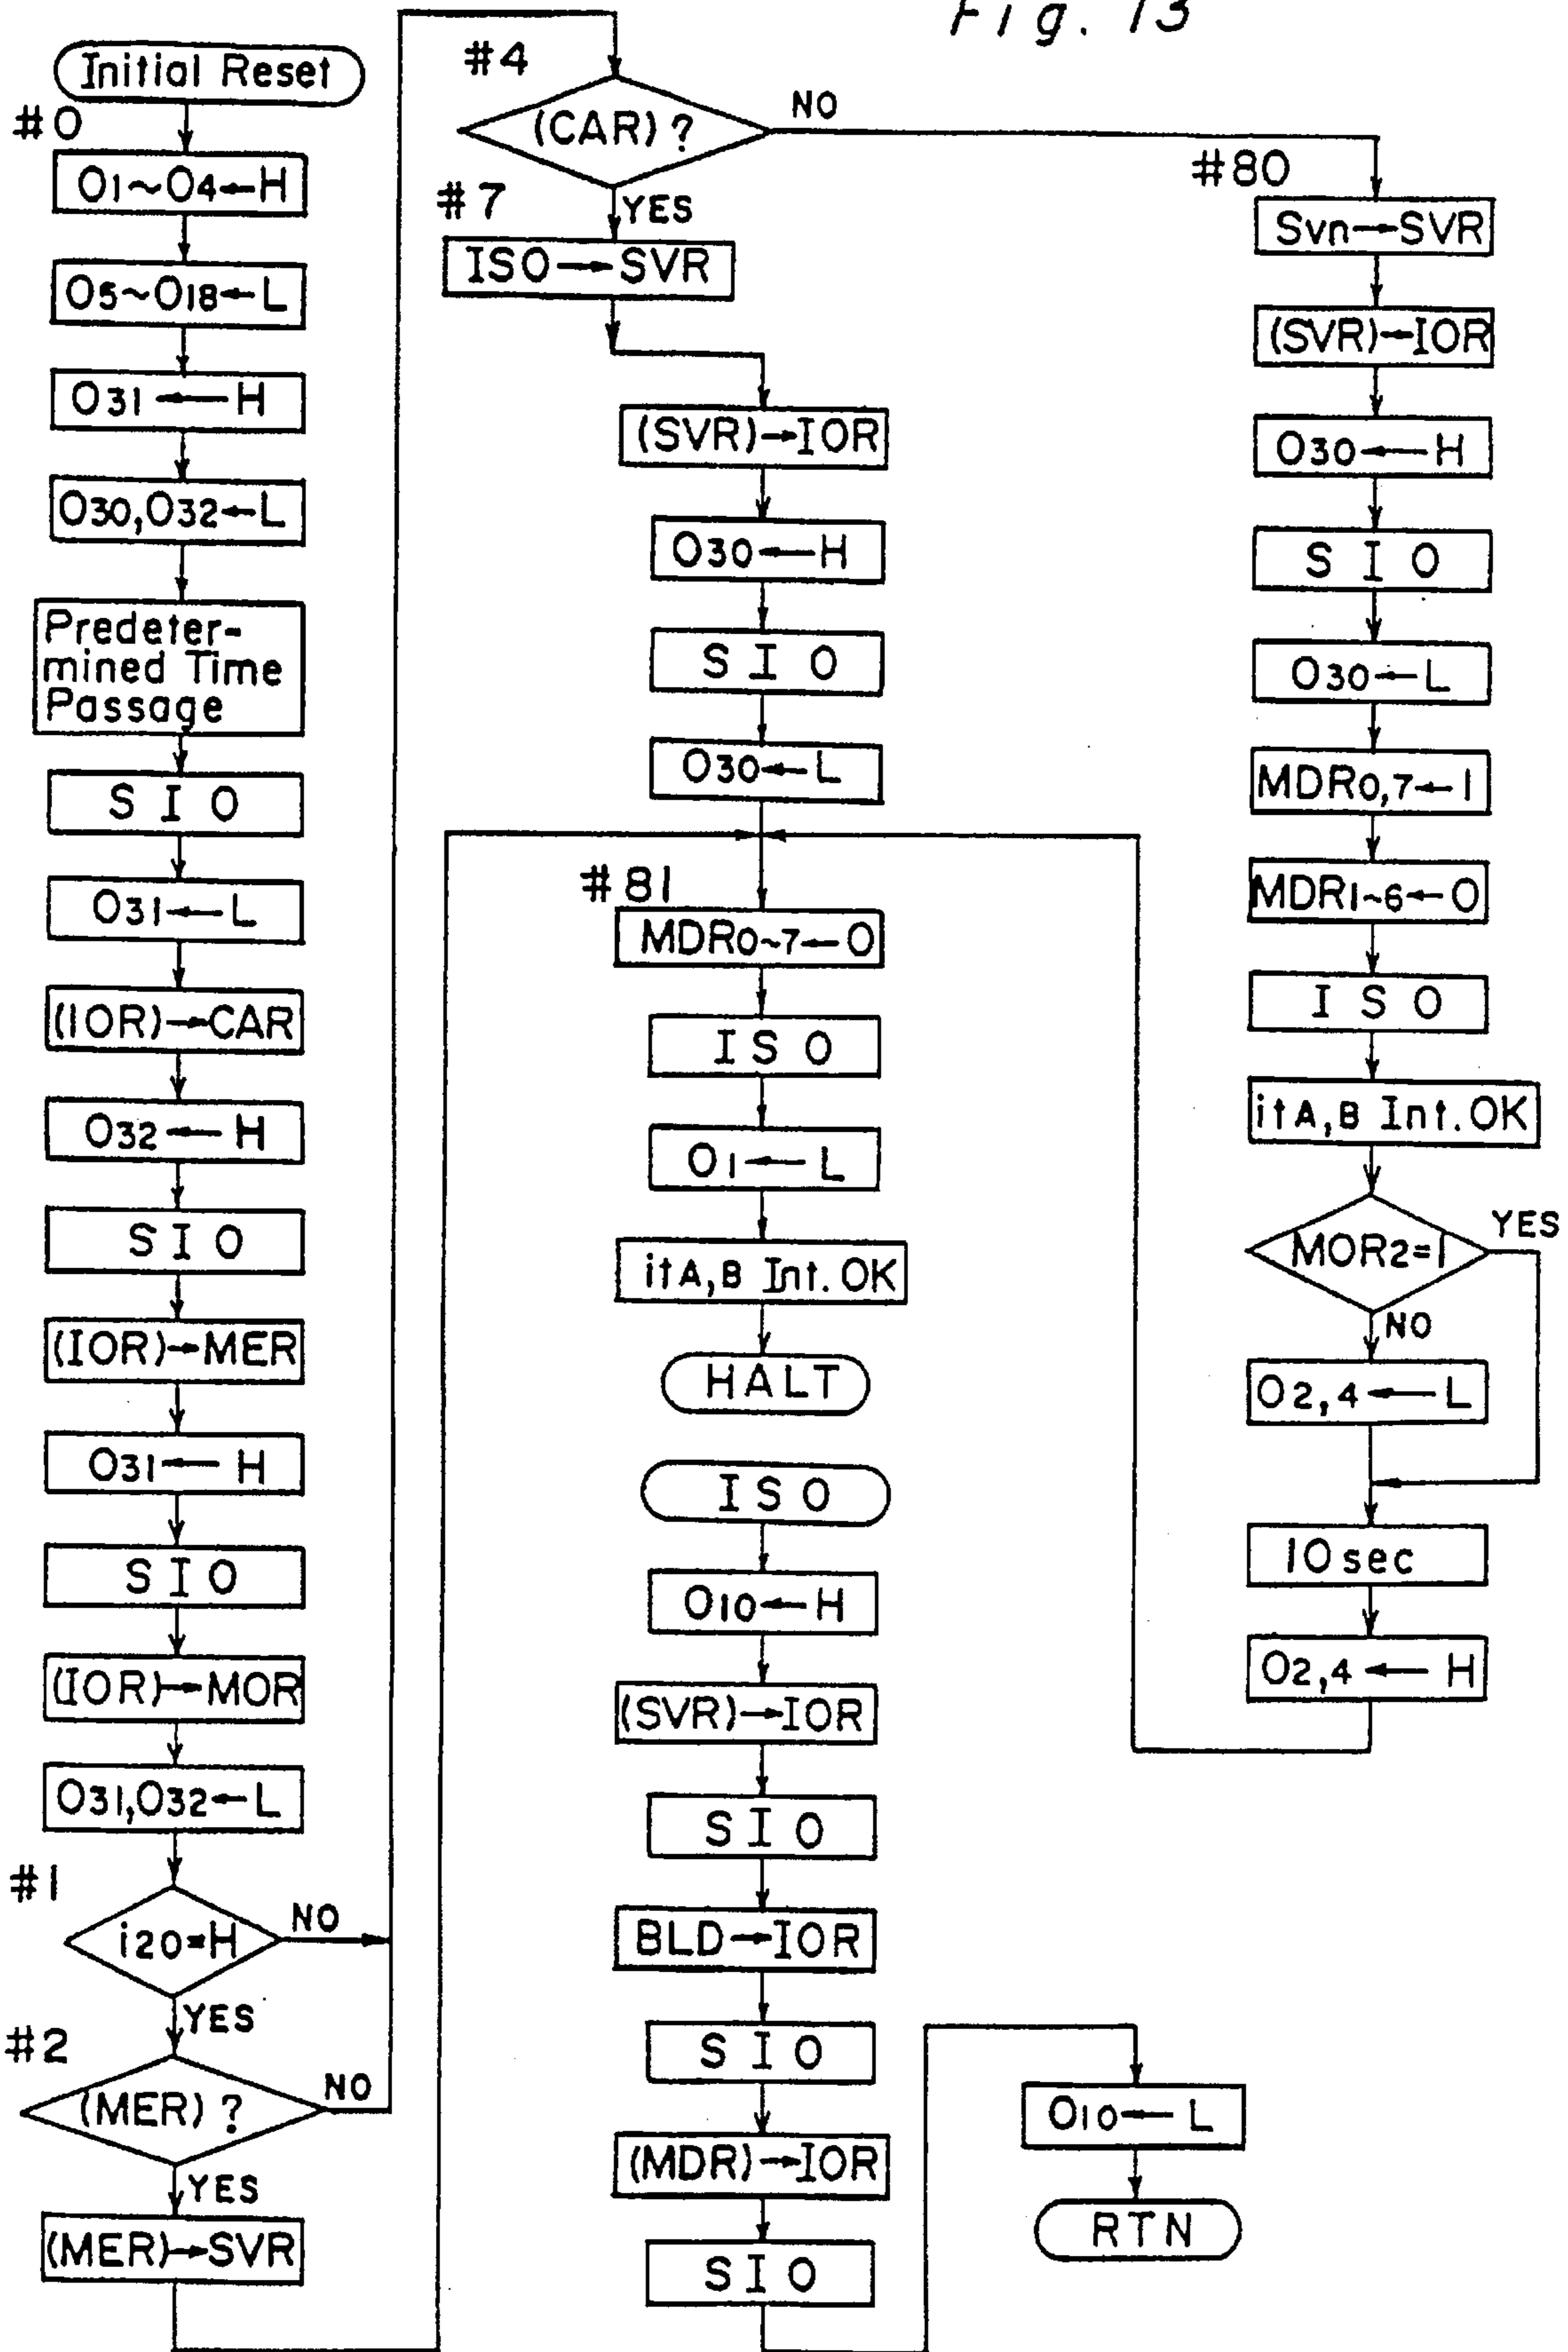 Fig. 13
Initial Reset
#0
O1~O4←H
O5~O18←L
O31←H
O30,O32←L
Predeter-
mined Time
Passage
SIO
O31←L
(IOR)→CAR
O32←H
SIO
(IOR)→MER
O31←H
SIO
(IOR)→MOR
O31,O32←L
#1
i20=H
NO
YES
#2
(MER)?
NO
YES
(MER)→SVR
#4
(CAR)?
NO
YES
#7
ISO→SVR
(SVR)→IOR
O30←H
SIO
O30←L
#81
MDR0~7←0
ISO
O1←L
itA,B Int.OK
HALT
ISO
O10←H
(SVR)→IOR
SIO
BLD→IOR
SIO
(MDR)→IOR
SIO
O10←L
RTN
#80
Svn→SVR
(SVR)→IOR
O30←H
SIO
O30←L
MDR0,7←1
MDR1~6←0
ISO
itA,B Int.OK
MOR2=1
YES
NO
O2,4←L
10sec
O2,4←H